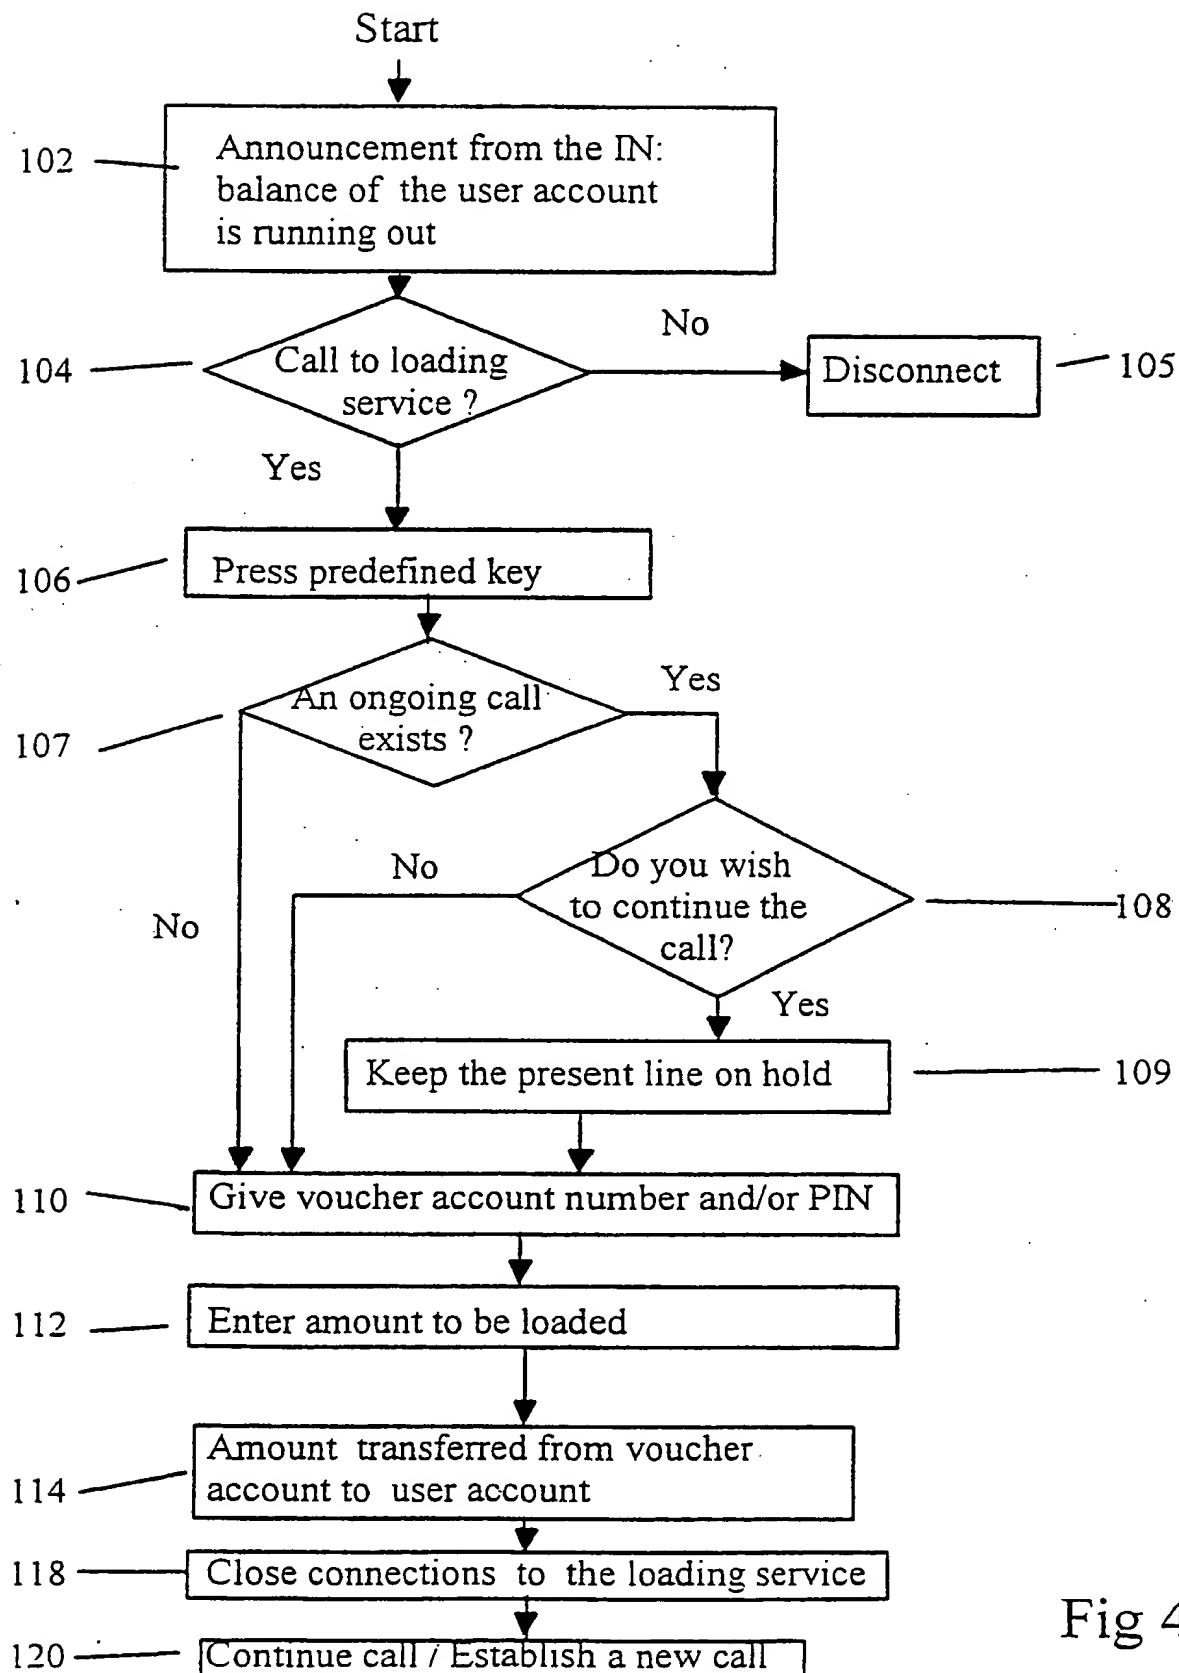 Start
102
Announcement from the IN:
balance of the user account
is running out
104
Call to loading
service ?
No
Disconnect
105
Yes
106
Press predefined key
107
An ongoing call
exists ?
Yes
No
Do you wish
to continue the
call?
108
No
Yes
Keep the present line on hold
109
110
Give voucher account number and/or PIN
112
Enter amount to be loaded
114
Amount transferred from voucher
account to user account
118
Close connections to the loading service
120
Continue call / Establish a new call
Fig 4